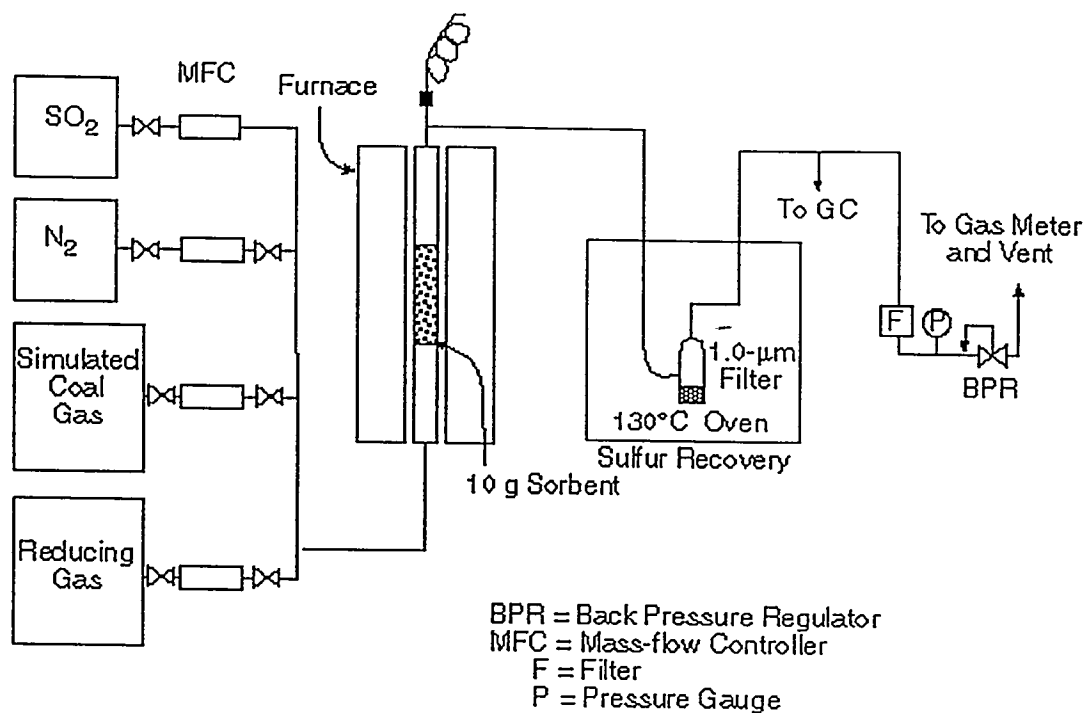 MFC
SO2
Furnace
N2
To GC
To Gas Meter
and Vent
Simulated
Coal
Gas
F
P
BPR
1.0-μm
Filter
130°C Oven
Sulfur Recovery
10 g Sorbent
Reducing
Gas
BPR = Back Pressure Regulator
MFC = Mass-flow Controller
F = Filter
P = Pressure Gauge